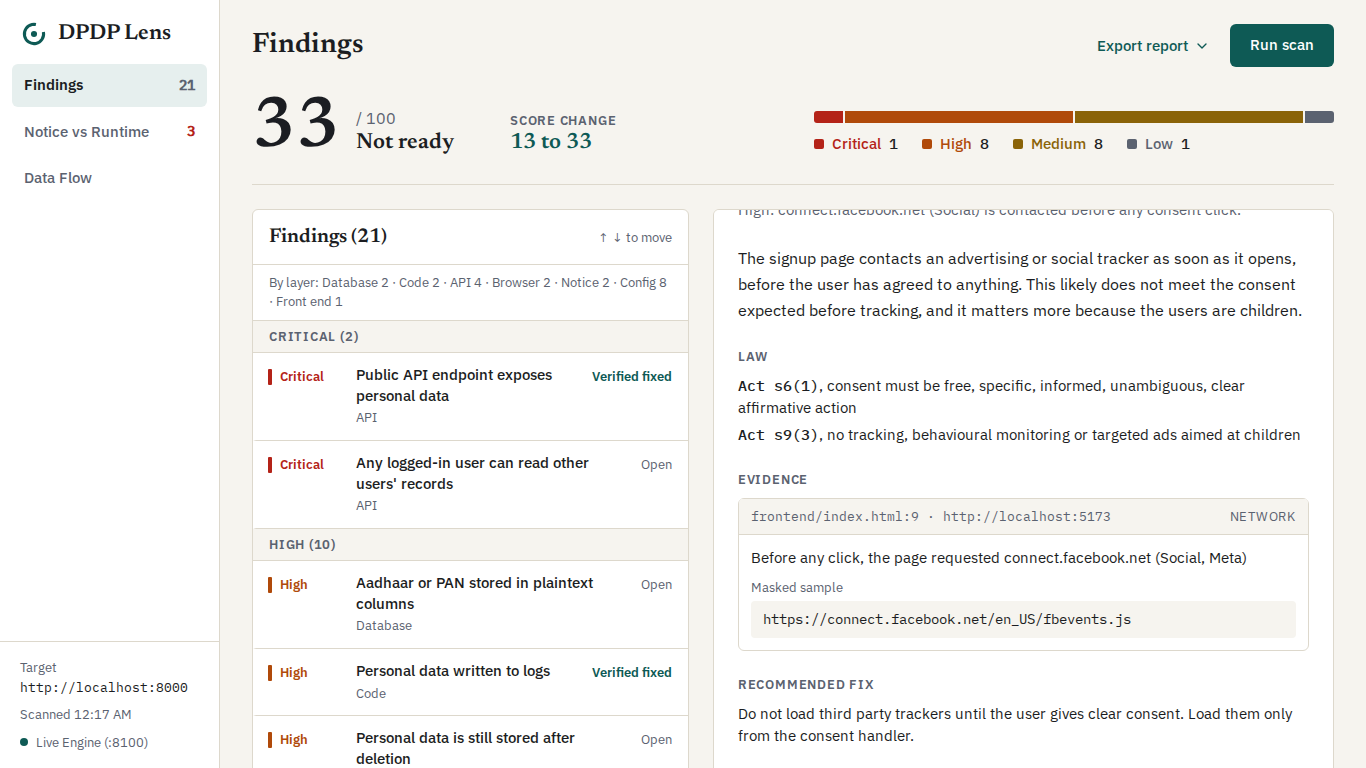 DPDP Lens
Findings 21
Notice vs Runtime 3
Data Flow
Target
http://localhost:8000
Scanned 12:17 AM
Live Engine (:8100)
Findings
Export report
Run scan
33
/ 100
Not ready
SCORE CHANGE
13 to 33
Critical 1 High 8 Medium 8 Low 1
Findings (21)
↑ ↓ to move
By layer: Database 2 · Code 2 · API 4 · Browser 2 · Notice 2 · Config 8
· Front end 1
CRITICAL (2)
Critical
Public API endpoint exposes
personal data
API
Verified fixed
Critical
Any logged-in user can read other
users' records
API
Open
HIGH (10)
High
Aadhaar or PAN stored in plaintext
columns
Database
Open
High
Personal data written to logs
Code
Verified fixed
High
Personal data is still stored after
deletion
Open
High: connect.facebook.net (Social) is contacted before any consent click.
The signup page contacts an advertising or social tracker as soon as it opens,
before the user has agreed to anything. This likely does not meet the consent
expected before tracking, and it matters more because the users are children.
LAW
Act s6(1), consent must be free, specific, informed, unambiguous, clear
affirmative action
Act s9(3), no tracking, behavioural monitoring or targeted ads aimed at children
EVIDENCE
frontend/index.html:9 · http://localhost:5173
NETWORK
Before any click, the page requested connect.facebook.net (Social, Meta)
Masked sample
https://connect.facebook.net/en_US/fbevents.js
RECOMMENDED FIX
Do not load third party trackers until the user gives clear consent. Load them only
from the consent handler.